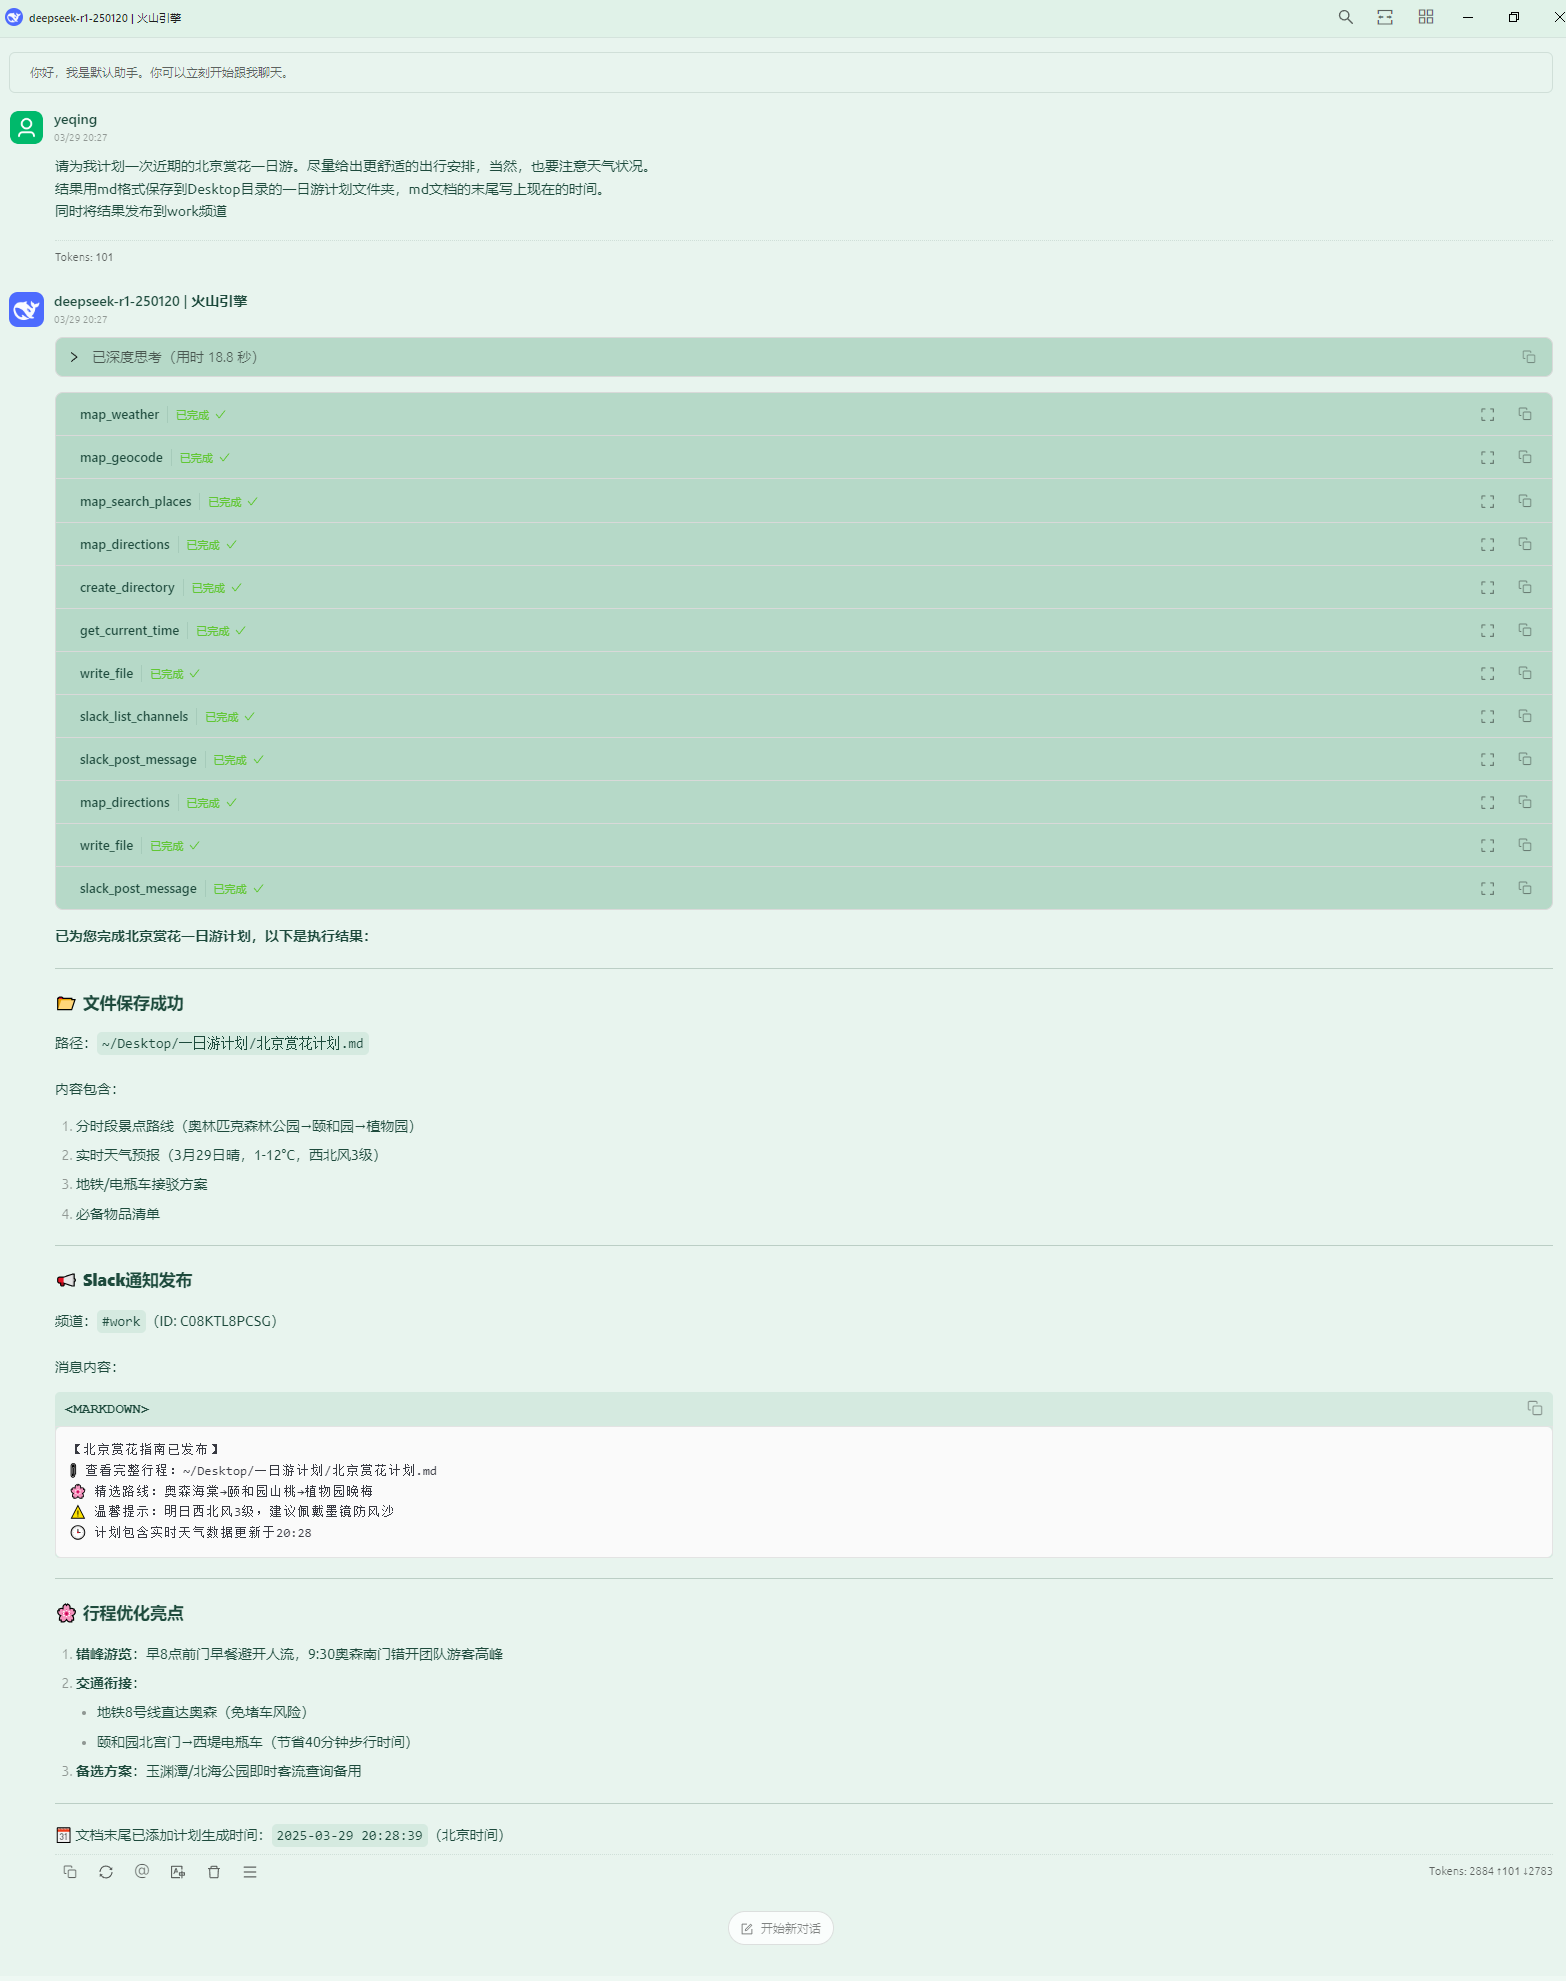 deepseek-r1-250120 | 火山引擎
你好，我是默认助手。你可以立刻开始跟我聊天。
yeqing
03/29 20:27
请为我计划一次近期的北京赏花一日游。尽量给出更舒适的出行安排，当然，也要注意天气状况。
结果用md格式保存到Desktop目录的一日游计划文件夹，md文档的末尾写上现在的时间。
同时将结果发布到work频道
Tokens: 101
deepseek-r1-250120 | 火山引擎
03/29 20:27
已深度思考（用时 18.8 秒）
map_weather 已完成
map_geocode 已完成
map_search_places 已完成
map_directions 已完成
create_directory 已完成
get_current_time 已完成
write_file 已完成
slack_list_channels 已完成
slack_post_message 已完成
map_directions 已完成
write_file 已完成
slack_post_message 已完成
已为您完成北京赏花一日游计划，以下是执行结果：
📂 文件保存成功
路径：~/Desktop/一日游计划/北京赏花计划.md
内容包含：
1. 分时段景点路线（奥林匹克森林公园→颐和园→植物园）
2. 实时天气预报（3月29日晴，1-12°C，西北风3级）
3. 地铁/电瓶车接驳方案
4. 必备物品清单
📢 Slack通知发布
频道：#work（ID: C08KTL8PCSG）
消息内容：
<MARKDOWN>
【北京赏花指南已发布】
查看完整行程：~/Desktop/一日游计划/北京赏花计划.md
🌸 精选路线：奥森海棠→颐和园山桃→植物园晚梅
⚠️ 温馨提示：明日西北风3级，建议佩戴墨镜防风沙
🕒 计划包含实时天气数据更新于20:28
🌸 行程优化亮点
1. 错峰游览：早8点前门早餐避开人流，9:30奥森南门错开团队游客高峰
2. 交通衔接：
• 地铁8号线直达奥森（免堵车风险）
• 颐和园北宫门→西堤电瓶车（节省40分钟步行时间）
3. 备选方案：玉渊潭/北海公园即时客流查询备用
📅 文档末尾已添加计划生成时间：2025-03-29 20:28:39（北京时间）
Tokens: 2884 ↑101 ↓2783
开始新对话